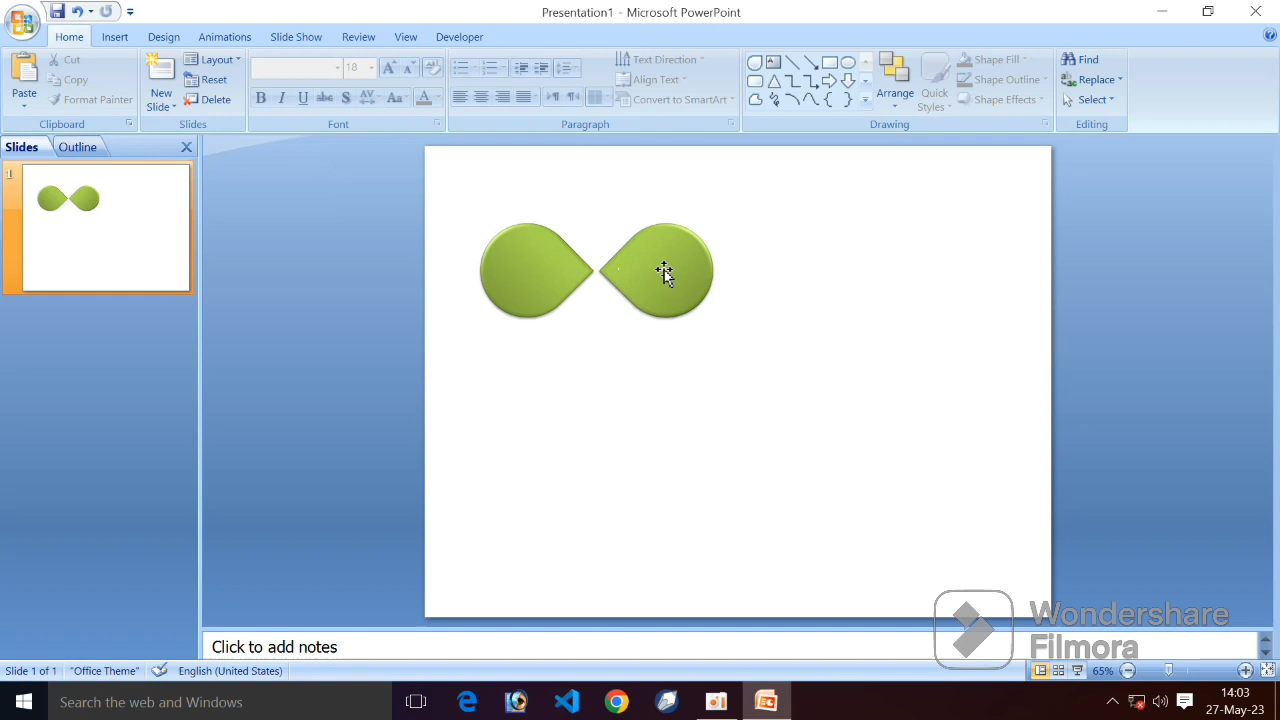 Presentation1 - Microsoft PowerPoint
Home Insert Design Animations Slide Show Review View Developer
Paste
Cut
Copy
Format Painter
Clipboard
New Slide
Layout
Reset
Delete
Slides
18
B I U abc S AV Aa A
Font
Text Direction
Align Text
Convert to SmartArt
Paragraph
Arrange
Quick Styles
Shape Fill
Shape Outline
Shape Effects
Drawing
Find
Replace
Select
Editing
Slides Outline
1
Wondershare
Filmora
Click to add notes
Slide 1 of 1 "Office Theme" English (United States) 65%
Search the web and Windows
14:03
27-May-23